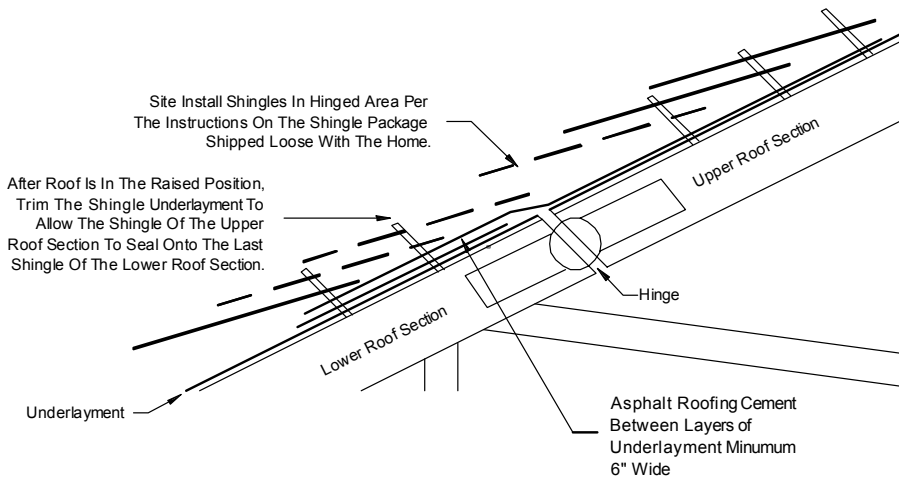 Site Install Shingles In Hinged Area Per
The Instructions On The Shingle Package
Shipped Loose With The Home.
After Roof Is In The Raised Position,
Trim The Shingle Underlayment To
Allow The Shingle Of The Upper
Roof Section To Seal Onto The Last
Shingle Of The Lower Roof Section.
Upper Roof Section
Hinge
Lower Roof Section
Underlayment
Asphalt Roofing Cement
Between Layers of
Underlayment Minumum
6" Wide